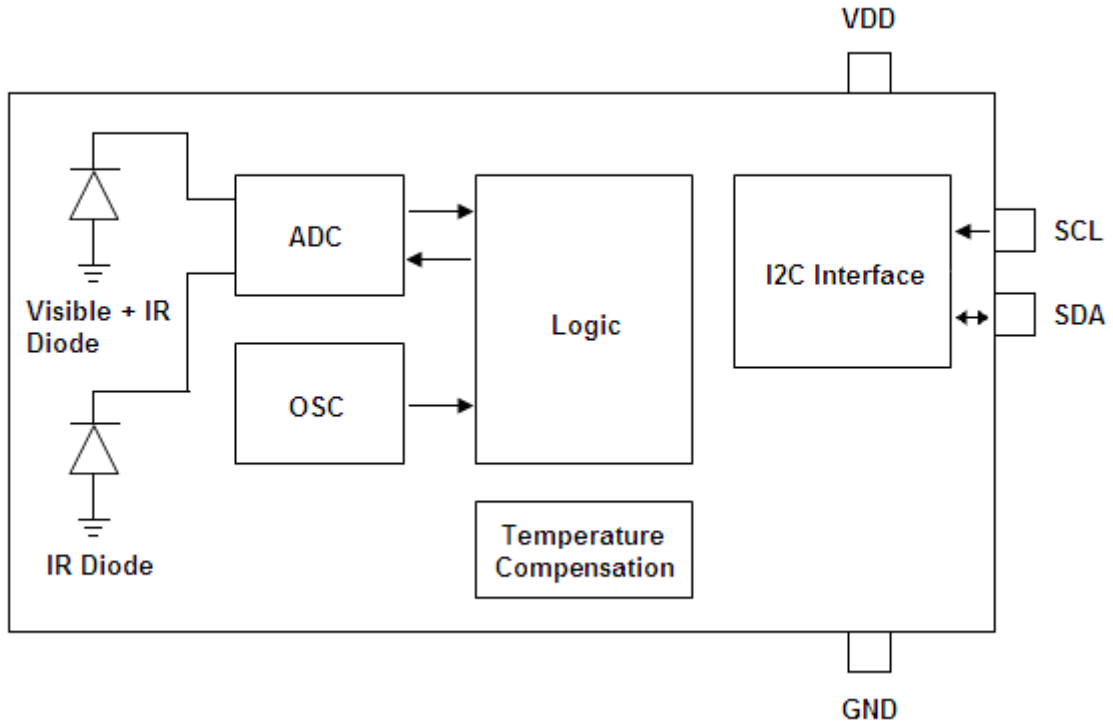 VDD
ADC
Logic
I2C Interface
SCL
SDA
Visible + IR
Diode
OSC
IR Diode
Temperature
Compensation
GND